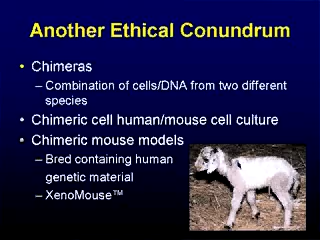 Another Ethical Conundrum
• Chimeras
– Combination of cells/DNA from two different
species
• Chimeric cell human/mouse cell culture
• Chimeric mouse models
– Bred containing human
genetic material
– XenoMouse™